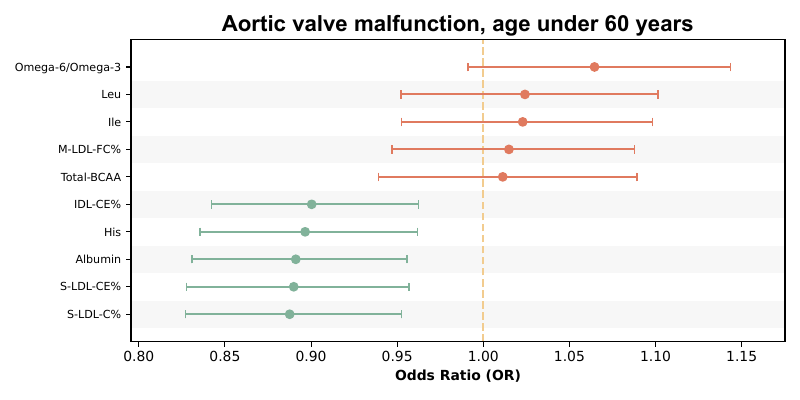 Aortic valve malfunction, age under 60 years
Omega-6/Omega-3
Leu
Ile
M-LDL-FC%
Total-BCAA
IDL-CE%
His
Albumin
S-LDL-CE%
S-LDL-C%
0.80 0.85 0.90 0.95 1.00 1.05 1.10 1.15
Odds Ratio (OR)